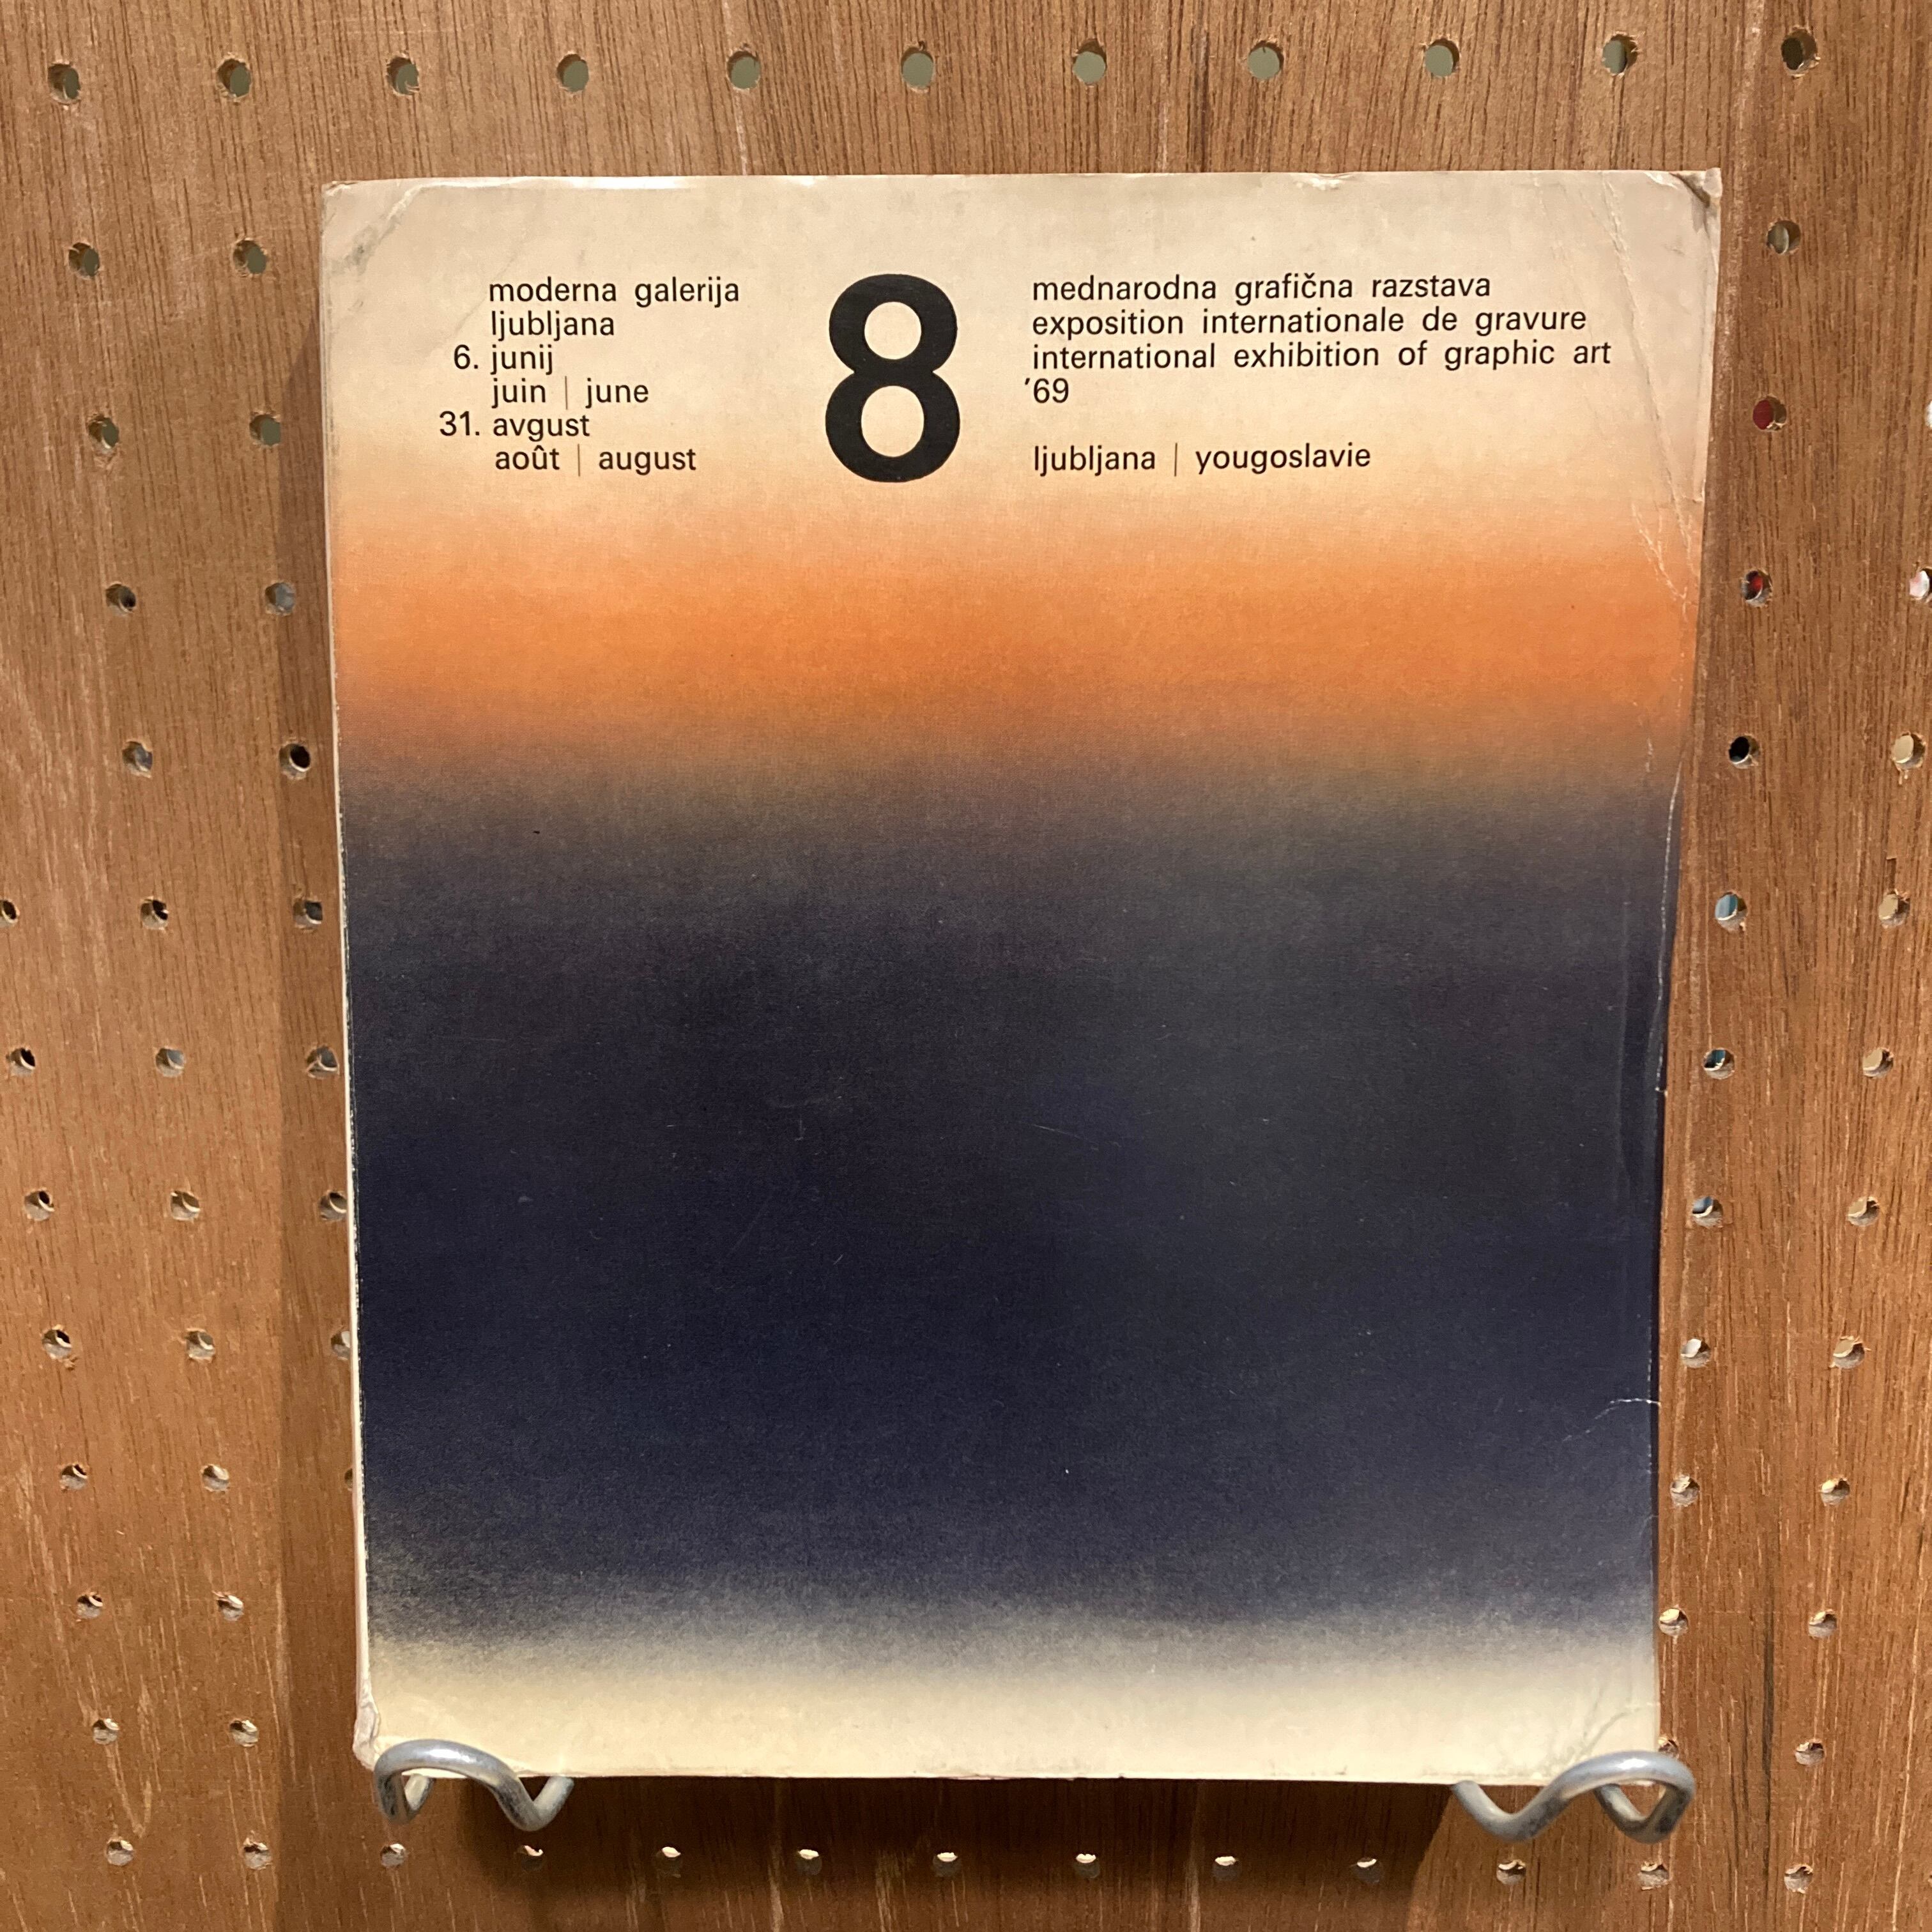 moderna galerija
ljubljana
6. junij
juin | june
31. avgust
août | august
8
mednarodna grafična razstava
exposition internationale de gravure
international exhibition of graphic art
'69
ljubljana | yougoslavie